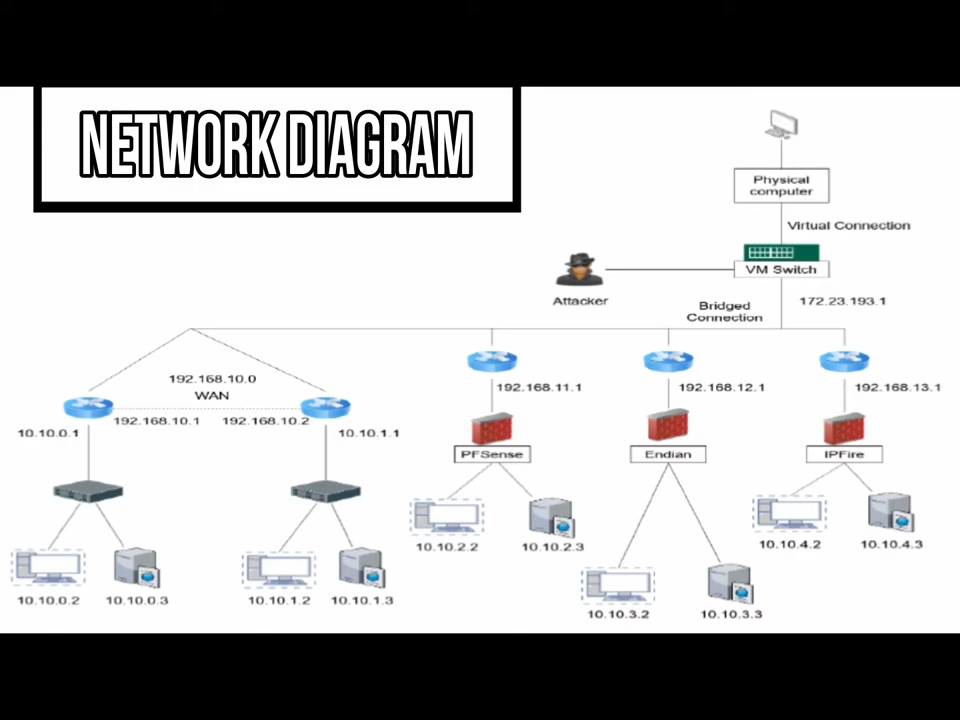 NETWORK DIAGRAM
Physical
computer
Virtual Connection
VM Switch
Attacker
172.23.193.1
Bridged
Connection
192.168.10.0
WAN
192.168.11.1
192.168.12.1
192.168.13.1
192.168.10.1
192.168.10.2
10.10.0.1
10.10.1.1
PFSense
Endian
IPFire
10.10.2.2
10.10.2.3
10.10.4.2
10.10.4.3
10.10.0.2
10.10.0.3
10.10.1.2
10.10.1.3
10.10.3.2
10.10.3.3